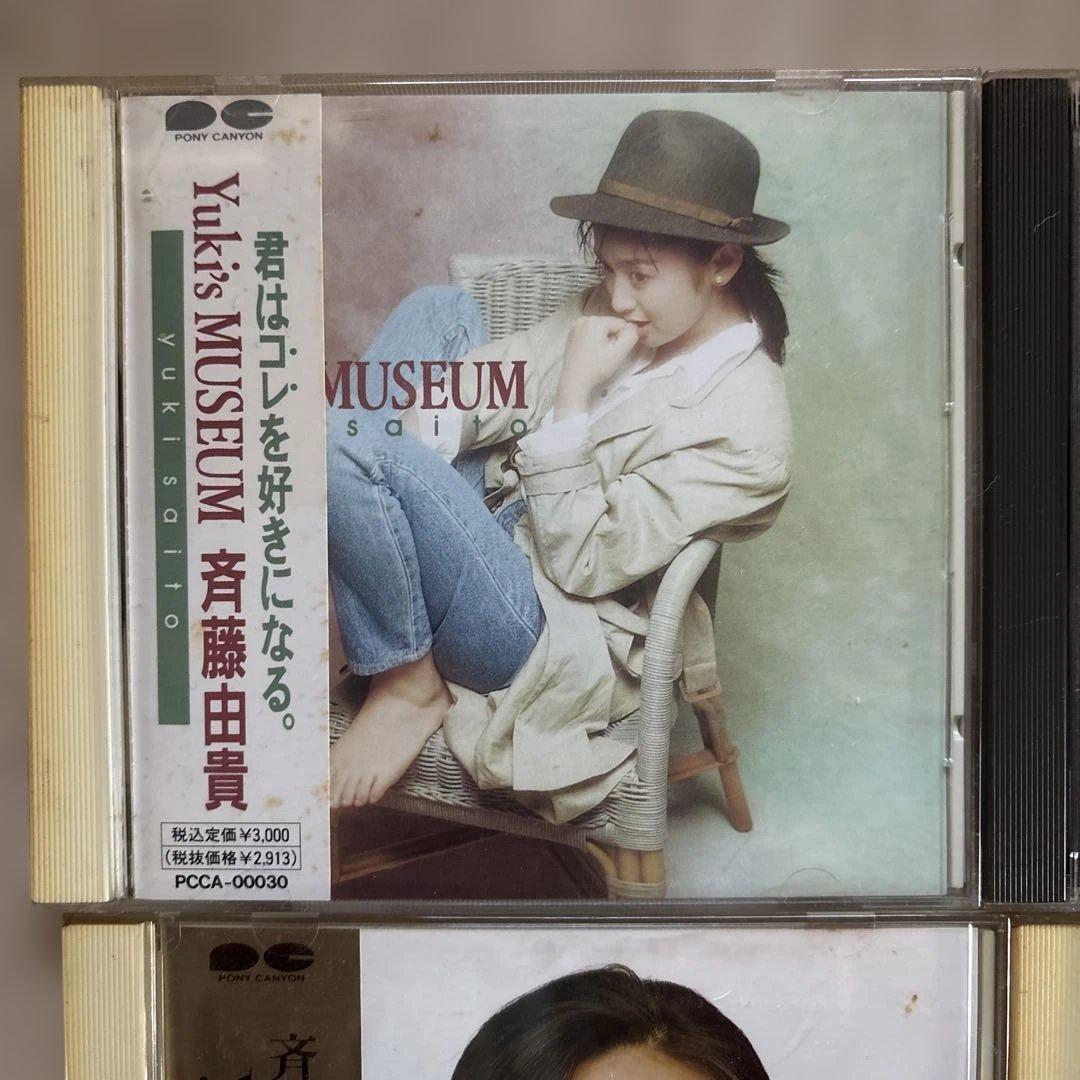 PONY CANYON
君はコレを好きになる。
Yuki's MUSEUM 斉藤由貴
yuki saito
税込定価¥3,000
(税抜価格¥2,913)
PCCA-00030
MUSEUM
saito
PONY CANYON
斉